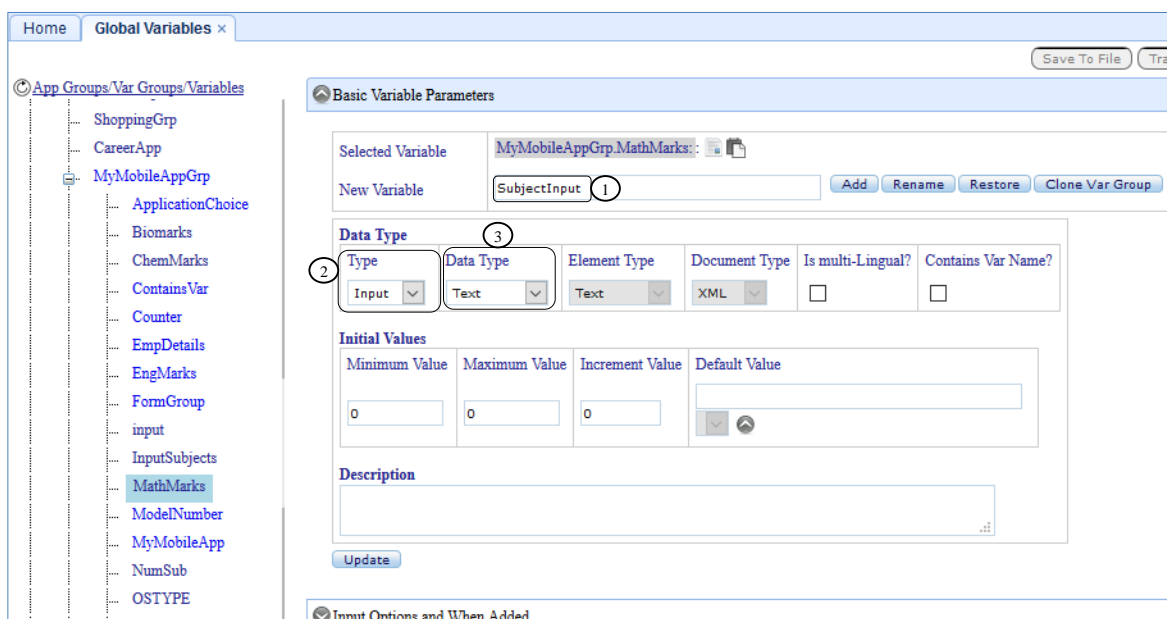 Home Global Variables ×
Save To File Tra
App Groups/Var Groups/Variables
ShoppingGrp
CareerApp
MyMobileAppGrp
ApplicationChoice
Biomarks
ChemMarks
ContainsVar
Counter
EmpDetails
EngMarks
FormGroup
input
InputSubjects
MathMarks
ModelNumber
MyMobileApp
NumSub
OSTYPE
Basic Variable Parameters
Selected Variable MyMobileAppGrp.MathMarks: :
New Variable SubjectInput 1 Add Rename Restore Clone Var Group
Data Type 3
2 Type Data Type Element Type Document Type Is multi-Lingual? Contains Var Name?
Input Text Text XML
Initial Values
Minimum Value Maximum Value Increment Value Default Value
0 0 0
Description
Update
Input Options and When Added